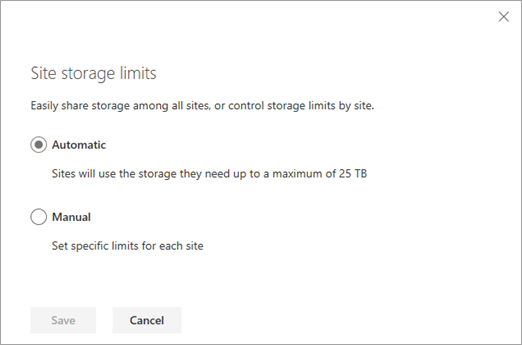 Site storage limits
Easily share storage among all sites, or control storage limits by site.
Automatic
Sites will use the storage they need up to a maximum of 25 TB
Manual
Set specific limits for each site
Save
Cancel